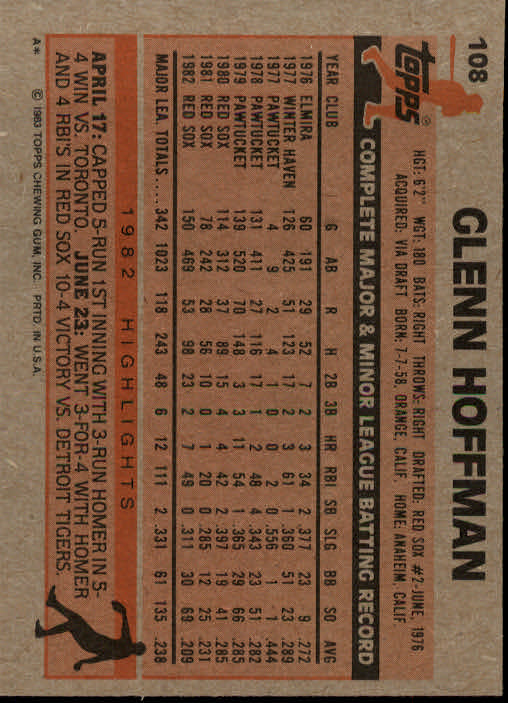 108
GLENN HOFFMAN
topps®
HGT: 6'2" WGT: 180 BATS: RIGHT THROWS: RIGHT DRAFTED: RED SOX #2-JUNE, 1976
ACQUIRED: VIA DRAFT BORN: 7-7-58, ORANGE, CALIF. HOME: ANAHEIM, CALIF.
COMPLETE MAJOR & MINOR LEAGUE BATTING RECORD
YEAR CLUB G AB R H 2B 3B HR RBI SB SLG BB SO AVG
1976 ELMIRA 60 191 29 52 7 2 3 34 2 .377 23 9 .272
1977 WINTER HAVEN 126 425 51 123 17 2 3 61 1 .360 51 23 .289
1977 PAWTUCKET 4 9 2 4 1 0 0 2 0 .556 1 1 .444
1978 PAWTUCKET 131 411 27 116 17 1 2 48 4 .343 23 51 .282
1979 PAWTUCKET 139 520 70 148 3 3 11 54 1 .365 29 66 .285
1980 RED SOX 114 312 37 89 15 4 4 42 2 .397 19 41 .285
1981 RED SOX 78 242 28 56 10 0 1 20 0 .285 12 25 .231
1982 RED SOX 150 469 53 98 23 2 7 49 0 .311 30 69 .209
MAJOR LEA. TOTALS .... 342 1023 118 243 48 6 12 111 2 .331 61 135 .238
1982 HIGHLIGHTS
APRIL 17: CAPPED 5-RUN 1ST INNING WITH 3-RUN HOMER IN 5-
4 WIN VS. TORONTO. JUNE 23: WENT 3-FOR-4 WITH HOMER
AND 4 RBI'S IN RED SOX 10-4 VICTORY VS. DETROIT TIGERS.
A* © 1983 TOPPS CHEWING GUM, INC. PRTD. IN U.S.A.